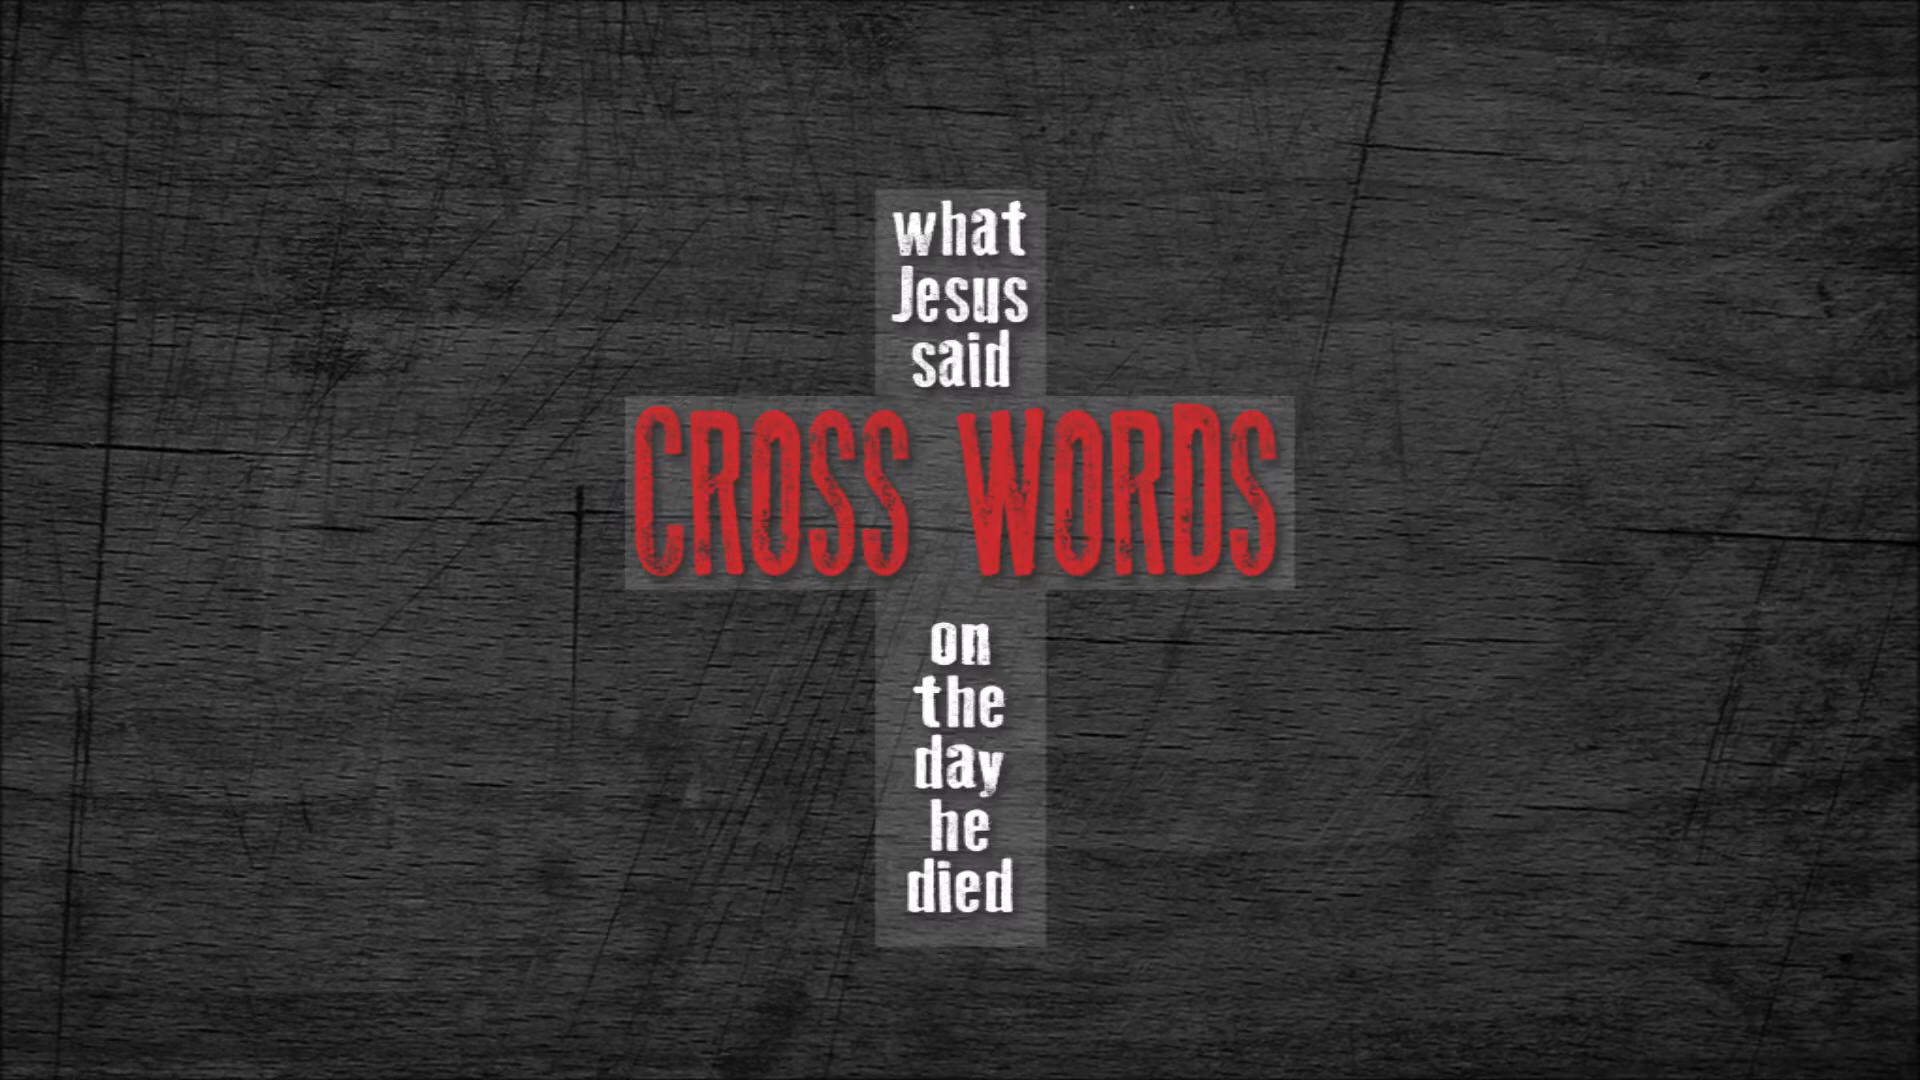 what
Jesus
said
CROSS WORDS
on
the
day
he
died